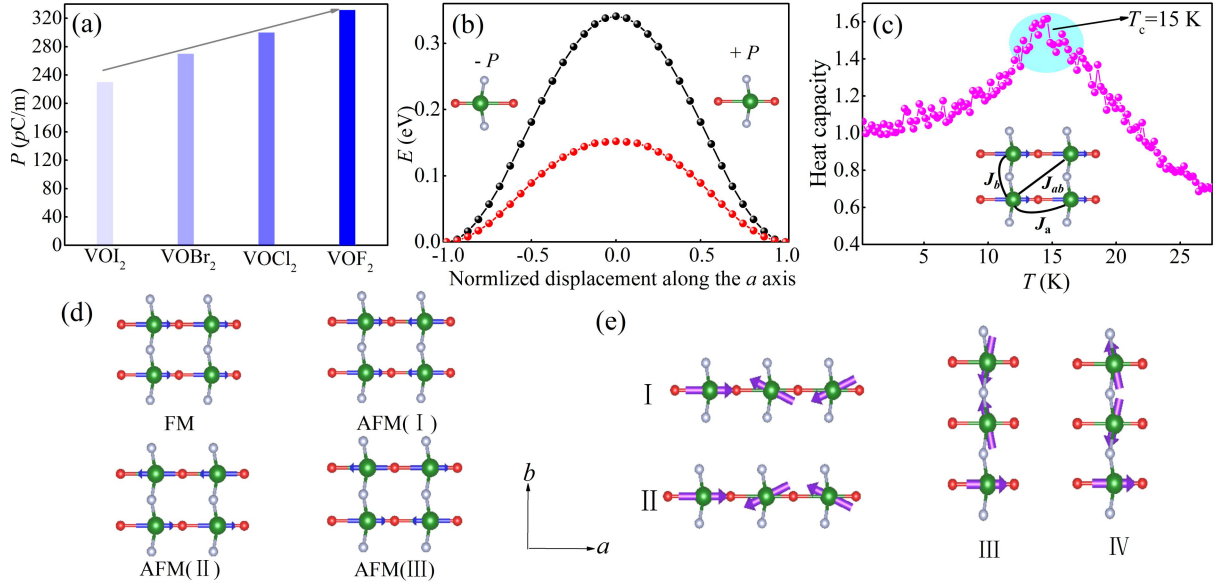 (a)
P (pC/m)
320
280
240
200
160
120
80
40
0
VOI2
VOBr2
VOCl2
VOF2
(b)
E (eV)
0.3
0.2
0.1
0.0
- P
+ P
-1.0
-0.5
0.0
0.5
1.0
Normlized displacement along the a axis
(c)
Heat capacity
1.6
1.4
1.2
1.0
0.8
0.6
0.4
Tc=15 K
Jb
Jab
Ja
5
10
15
20
25
T (K)
(d)
FM
AFM(Ⅰ)
AFM(Ⅱ)
AFM(Ⅲ)
b
a
(e)
Ⅰ
Ⅱ
Ⅲ
Ⅳ